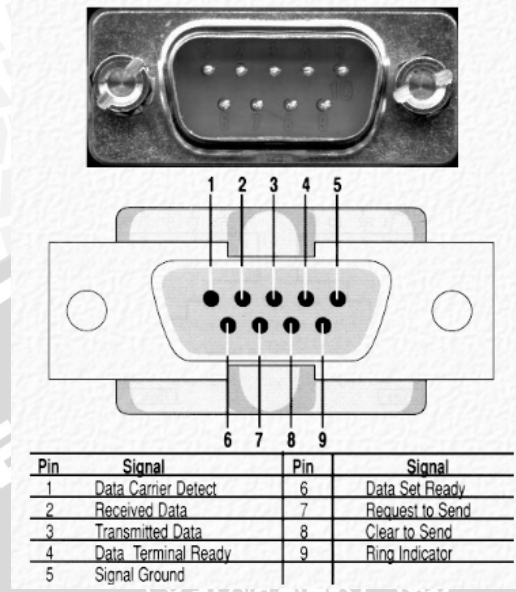 1 2 3 4 5
6 7 8 9
Pin Signal Pin Signal
1 Data Carrier Detect 6 Data Set Ready
2 Received Data 7 Request to Send
3 Transmitted Data 8 Clear to Send
4 Data Terminal Ready 9 Ring Indicator
5 Signal Ground